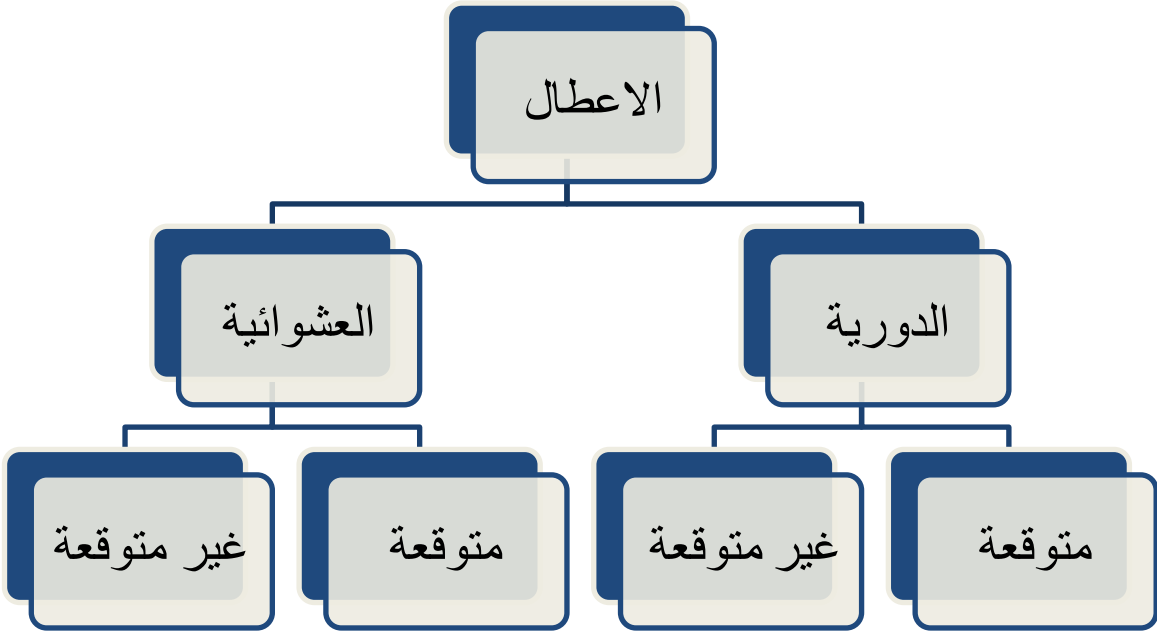 الاعطال
الدورية
العشوائية
متوقعة
غير متوقعة
متوقعة
غير متوقعة